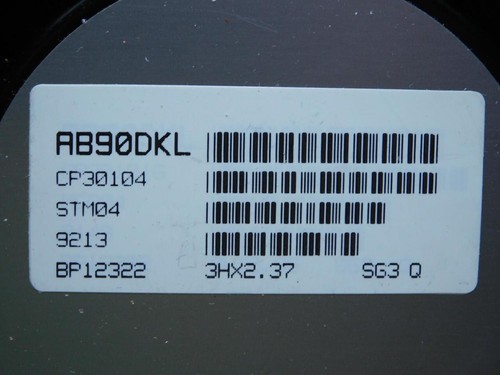 AB90DKL
CP30104
STM04
9213
BP12322 3HX2.37 SG3 Q